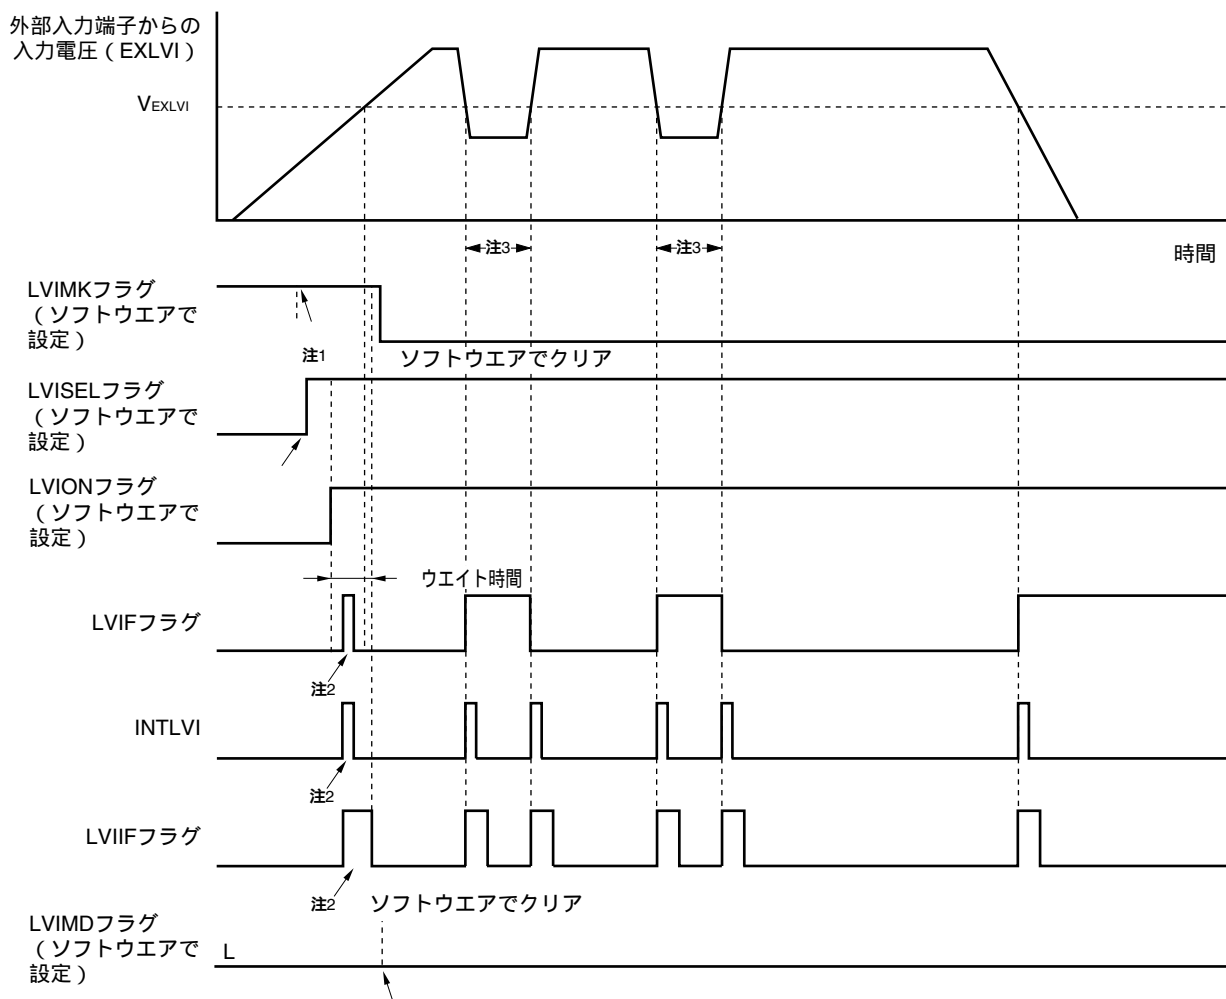 外部入力端子からの
入力電圧（EXLVI）
VEXLVI
注3
注3
時間
LVIMKフラグ
（ソフトウエアで
設定）
注1
ソフトウエアでクリア
LVISELフラグ
（ソフトウエアで
設定）
LVIONフラグ
（ソフトウエアで
設定）
ウエイト時間
LVIFフラグ
注2
INTLVI
注2
LVIIFフラグ
注2
ソフトウエアでクリア
LVIMDフラグ
（ソフトウエアで
設定）
L